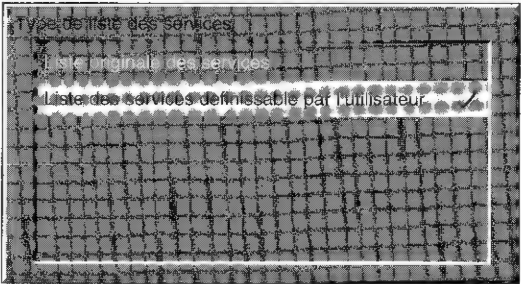 Type de liste des services
Liste originale des services
Liste des services définissable par l'utilisateur